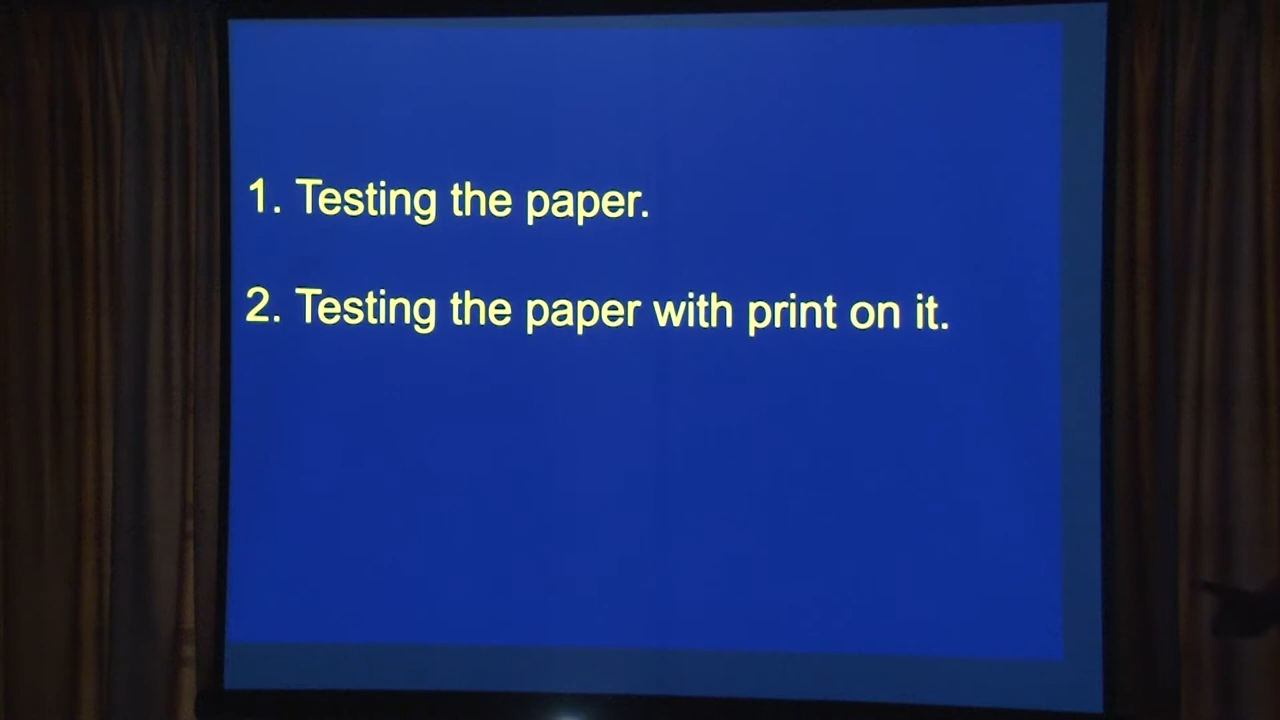 1. Testing the paper.
2. Testing the paper with print on it.